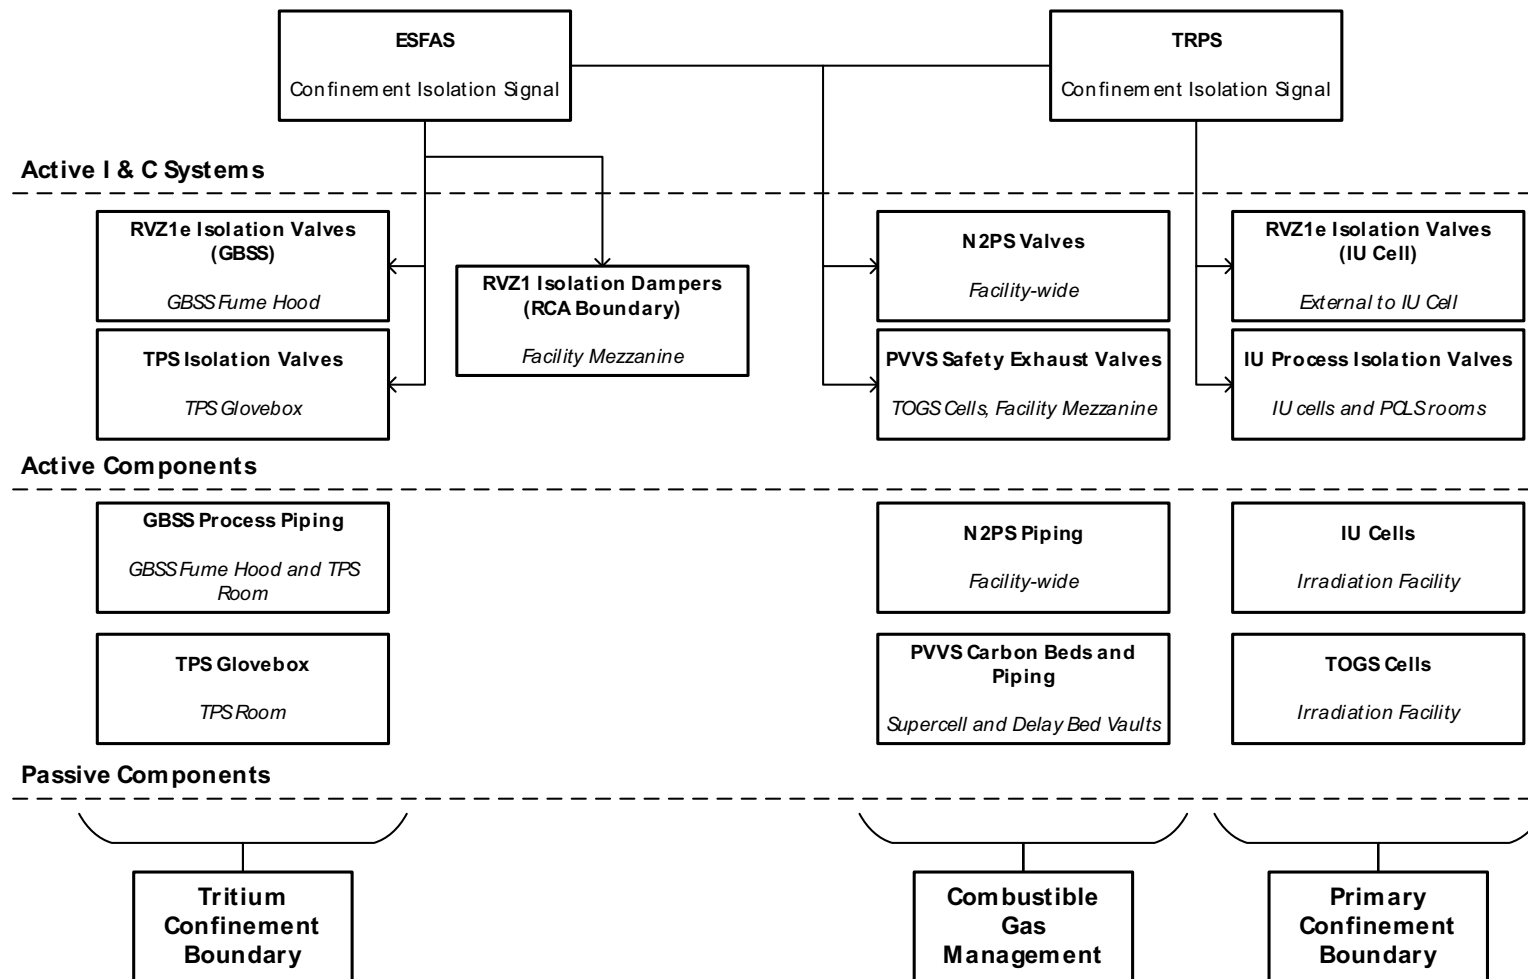 ESFAS
Confinement Isolation Signal
TRPS
Confinement Isolation Signal
Active I & C Systems
RVZ1e Isolation Valves
(GBSS)
GBSS Fume Hood
RVZ1 Isolation Dampers
(RCA Boundary)
Facility Mezzanine
N2PS Valves
Facility-wide
RVZ1e Isolation Valves
(IU Cell)
External to IU Cell
TPS Isolation Valves
TPS Glovebox
PVVS Safety Exhaust Valves
TOGS Cells, Facility Mezzanine
IU Process Isolation Valves
IU cells and PCLS rooms
Active Components
GBSS Process Piping
GBSS Fume Hood and TPS
Room
N2PS Piping
Facility-wide
IU Cells
Irradiation Facility
TPS Glovebox
TPS Room
PVVS Carbon Beds and
Piping
Supercell and Delay Bed Vaults
TOGS Cells
Irradiation Facility
Passive Components
Tritium
Confinement
Boundary
Combustible
Gas
Management
Primary
Confinement
Boundary